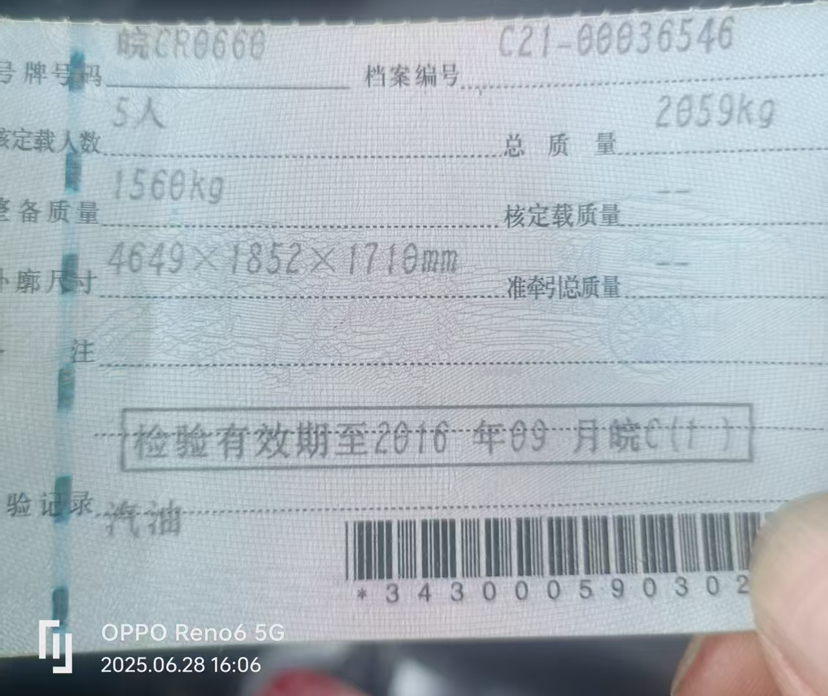 号牌号码 皖CR0660 档案编号 C21-00036546
核定载人数 5人 总质量 2059kg
整备质量 1560kg 核定载质量 --
外廓尺寸 4649×1852×1710mm 准牵引总质量 --
注
检验有效期至2016 年09 月皖C(1 )
验记录 汽油
*343000590302
OPPO Reno6 5G
2025.06.28 16:06